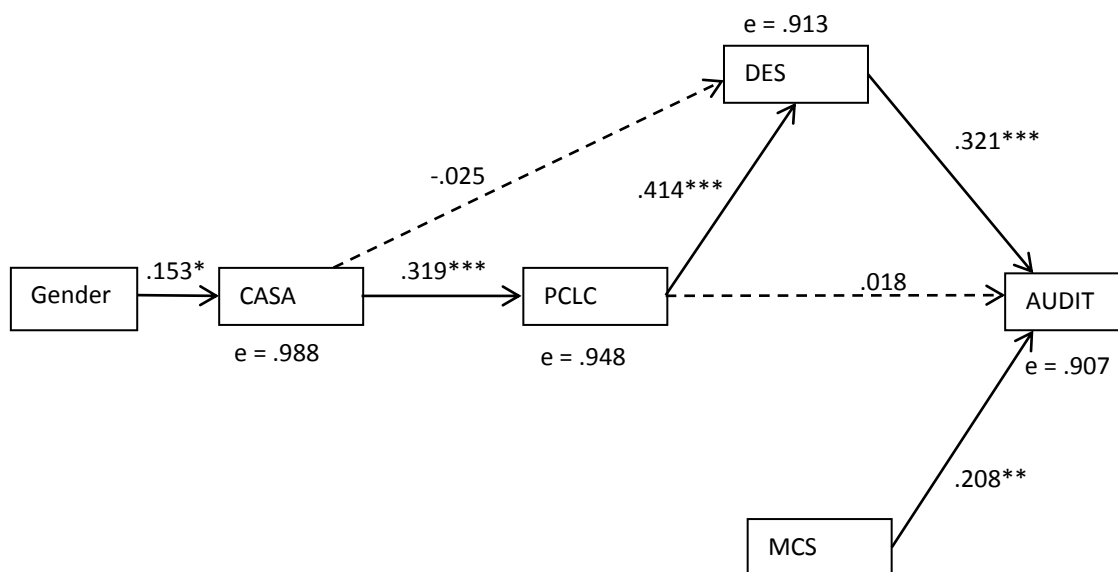 e = .913
DES
.321***
-.025
.414***
.153*
.319***
Gender
CASA
PCLC
.018
AUDIT
e = .988
e = .948
e = .907
.208**
MCS